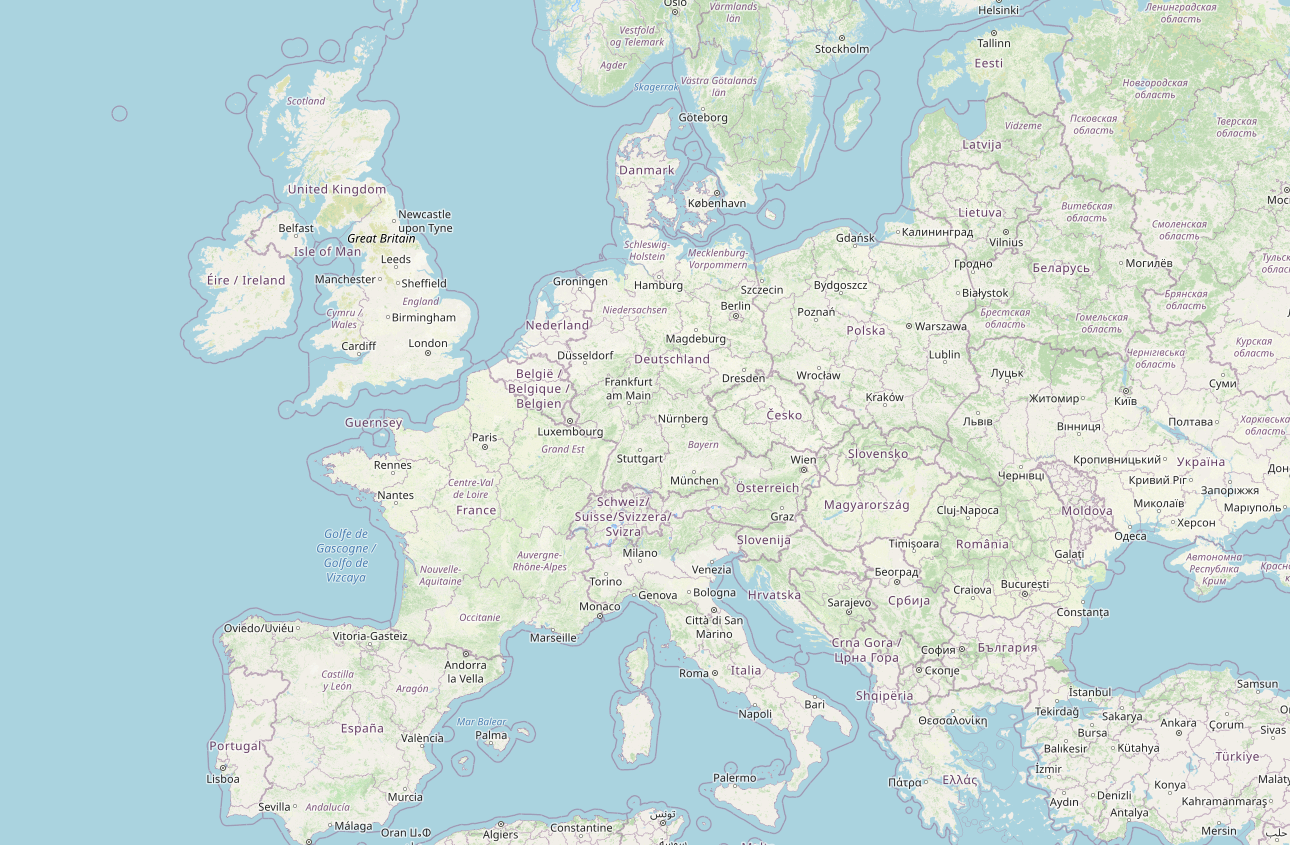 Oslo
Värmlands
län
Helsinki
Ленинградская
область
Vestfold
og Telemark
Stockholm
Tallinn
Eesti
Agder
Västra Götalands
län
Skagerrak
Новгородская
область
Scotland
Göteborg
Vidzeme
Псковская
область
Тверская
область
Latvija
Danmark
United Kingdom
København
Lietuva
Витебская
область
Смоленская
область
Newcastle
upon Tyne
Belfast
Great Britain
Isle of Man
Leeds
Schleswig-
Holstein
Mecklenburg-
Vorpommern
Gdańsk
Калининград
Vilnius
Гродно
Беларусь
Могилёв
Éire / Ireland
Manchester
Sheffield
Groningen
Hamburg
Szczecin
Bydgoszcz
Białystok
Брянская
область
England
Cymru /
Wales
Birmingham
Niedersachsen
Berlin
Poznań
Брестская
область
Гомельская
область
Nederland
Polska
Warszawa
Cardiff
London
Magdeburg
Düsseldorf
Deutschland
Lublin
Чернігівська
область
Курская
область
België /
Belgique /
Belgien
Frankfurt
am Main
Dresden
Wrocław
Луцьк
Суми
Kraków
Житомир
Київ
Guernsey
Luxembourg
Nürnberg
Česko
Львів
Вінниця
Полтава
Харківська
область
Paris
Grand Est
Bayern
Rennes
Stuttgart
Wien
Slovensko
Кропивницький
Україна
Чернівці
Кривий Ріг
Nantes
Centre-Val
de Loire
France
München
Österreich
Запоріжжя
Schweiz/
Suisse/Svizzera/
Svizra
Graz
Magyarország
Cluj-Napoca
Moldova
Миколаїв
Маріуполь
Херсон
Golfe de
Gascogne /
Golfo de
Vizcaya
Auvergne-
Rhône-Alpes
Milano
Slovenija
Timișoara
România
Galați
Одеса
Nouvelle-
Aquitaine
Torino
Venezia
Београд
Автономна
Республіка
Крим
Genova
Bologna
Hrvatska
Sarajevo
Србија
Craiova
București
Monaco
Occitanie
Città di San
Marino
Constanța
Oviedo/Uviéu
Vitoria-Gasteiz
Marseille
Crna Gora /
Црна Гора
София
България
Andorra
la Vella
Roma
Italia
Скопје
Castilla
y León
Aragón
Shqipëria
İstanbul
Samsun
Napoli
Bari
Θεσσαλονίκη
Tekirdağ
Sakarya
Ankara
Çorum
Sivas
España
València
Mar Balear
Palma
Bursa
Balıkesir
Kütahya
Portugal
Türkiye
Lisboa
Palermo
Πάτρα
Ελλάς
İzmir
Konya
Murcia
Aydın
Denizli
Antalya
Kahramanmaraş
Sevilla
Andalucía
Málaga
Algiers
Constantine
تونس
Mersin
حلب